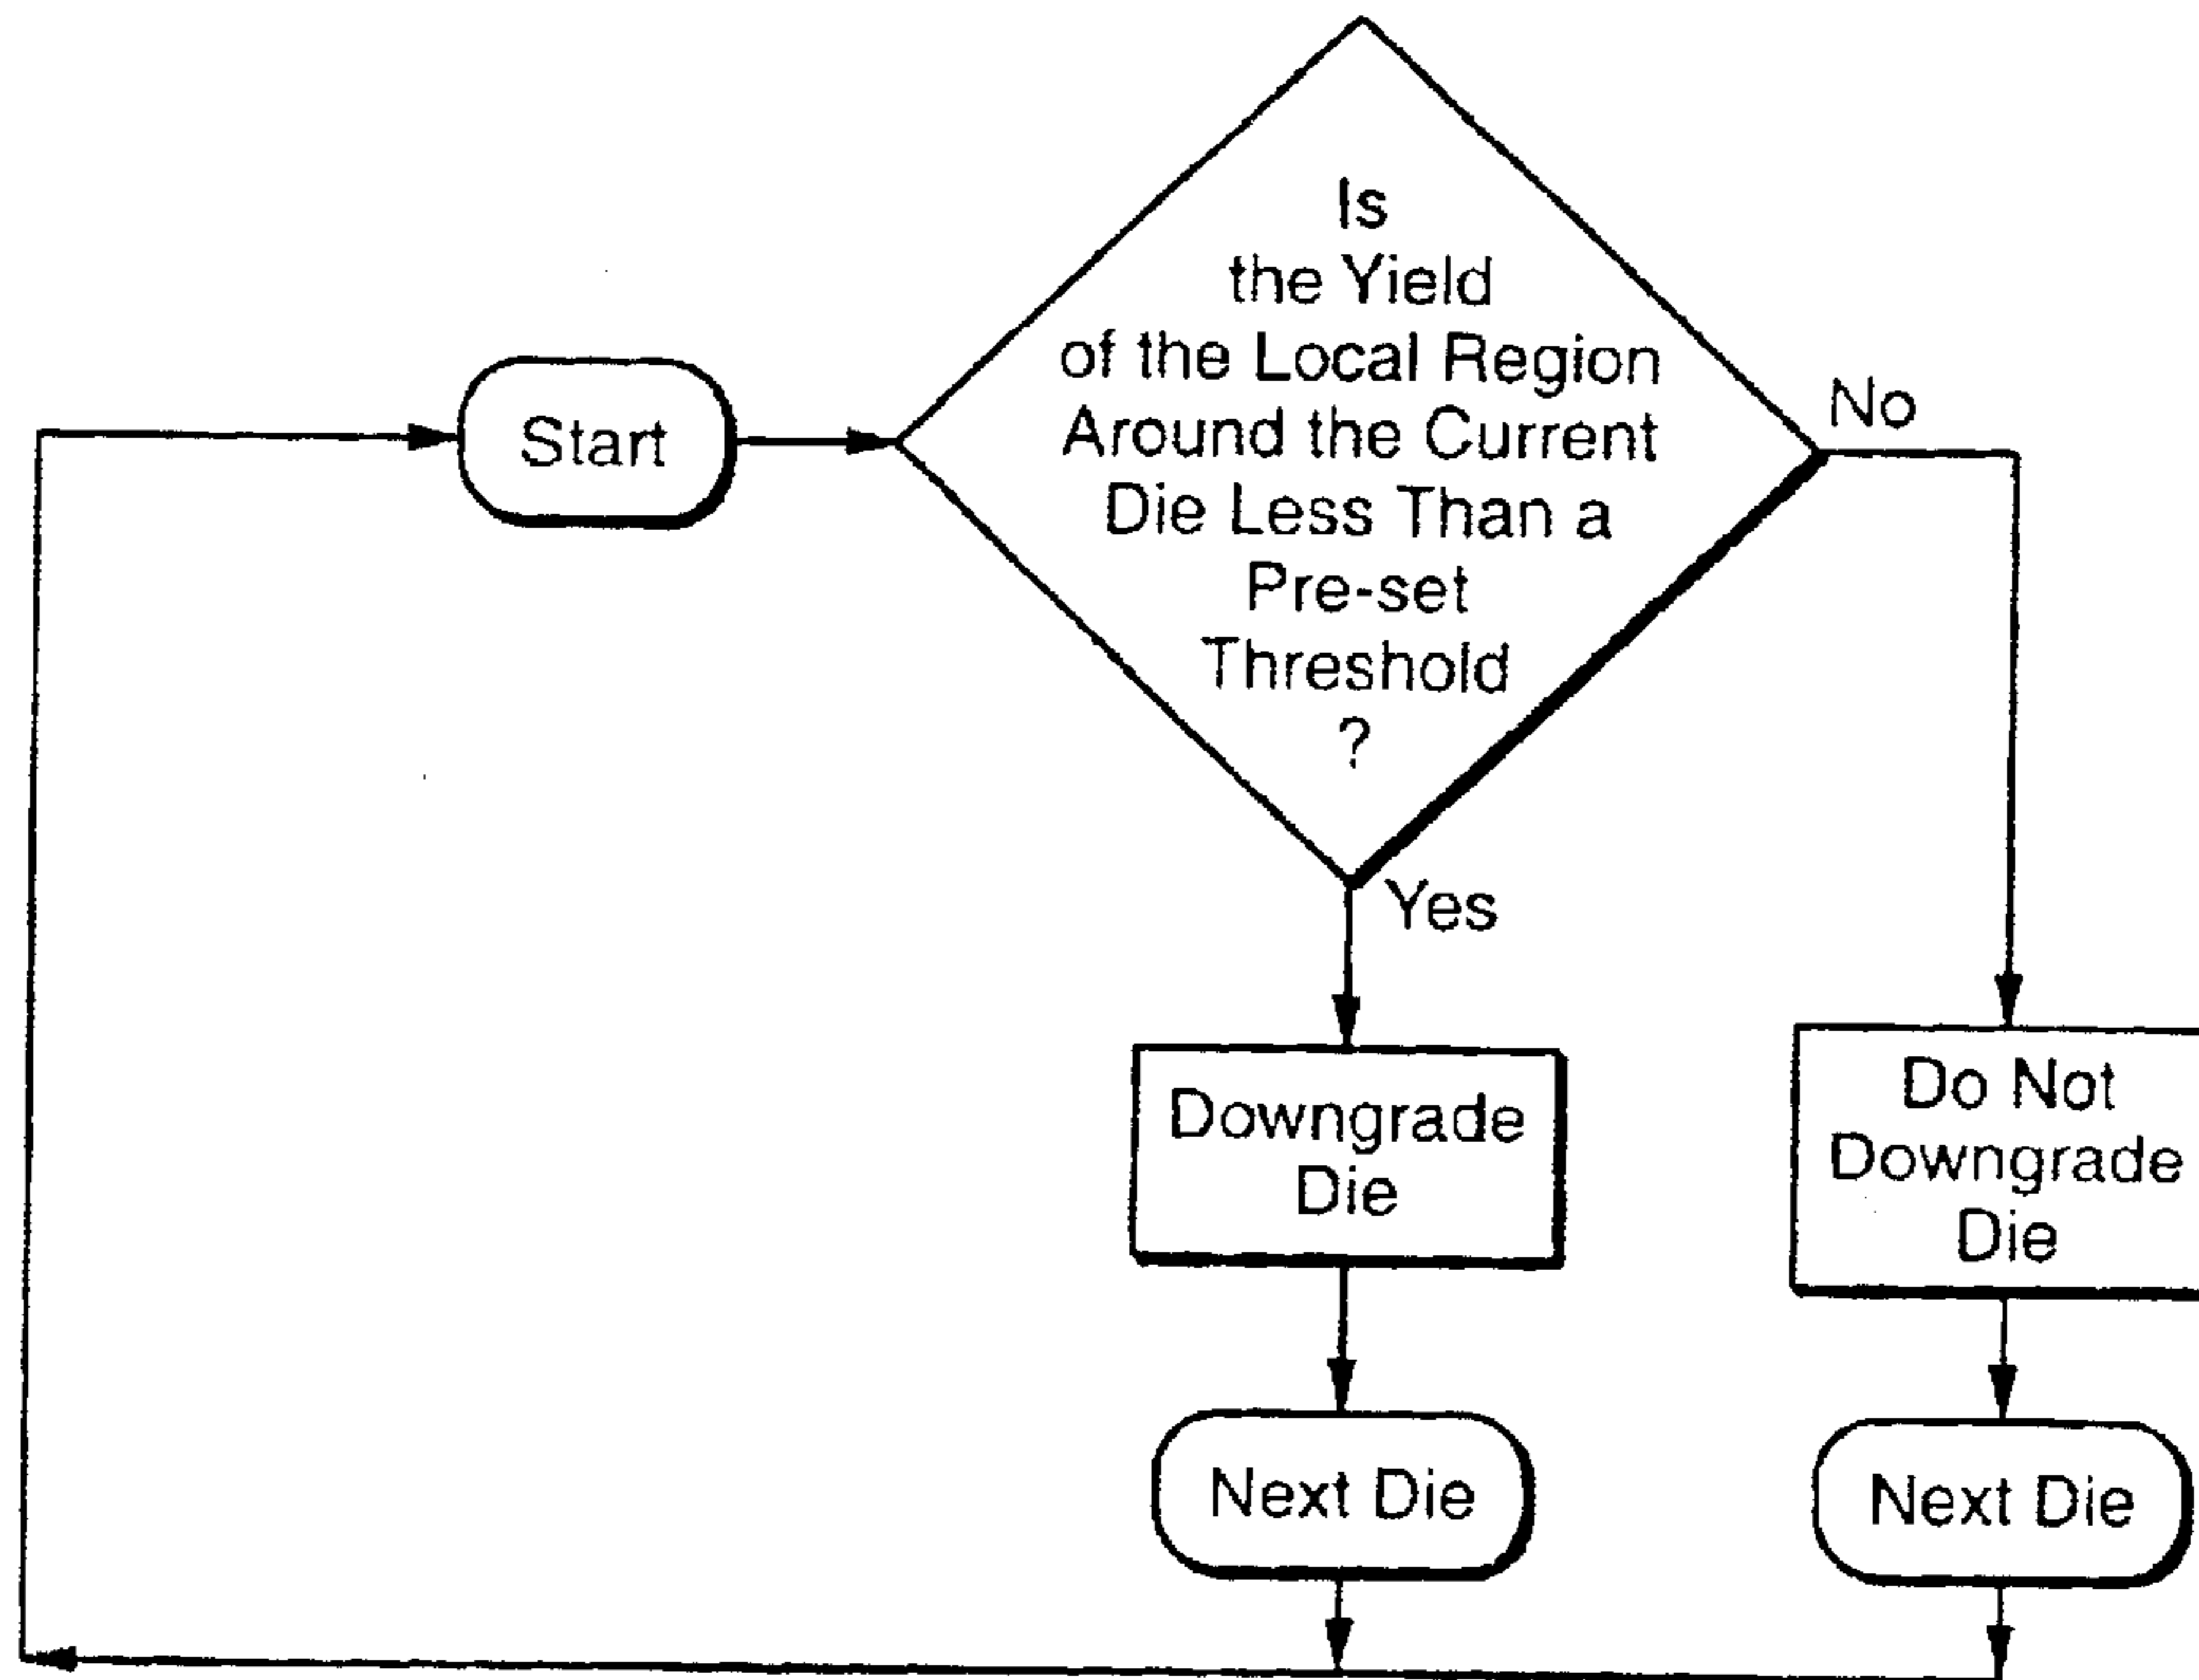 Start
Is
the Yield
of the Local Region
Around the Current
Die Less Than a
Pre-set
Threshold
?
No
Yes
Downgrade
Die
Do Not
Downgrade
Die
Next Die
Next Die